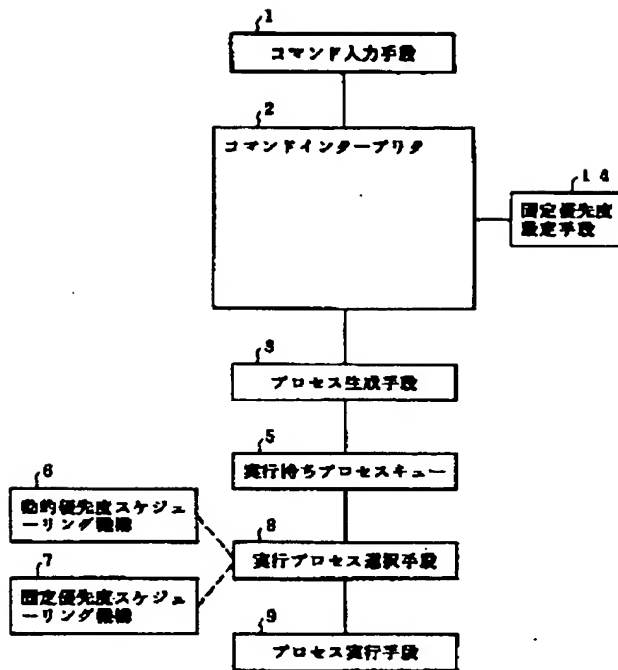 1
コマンド入力手段
2
コマンドインタープリタ
14
固定優先度
設定手段
3
プロセス生成手段
5
実行待ちプロセスキュー
6
動的優先度スケジュ
ーリング機構
8
実行プロセス選択手段
7
固定優先度スケジュ
ーリング機構
9
プロセス実行手段